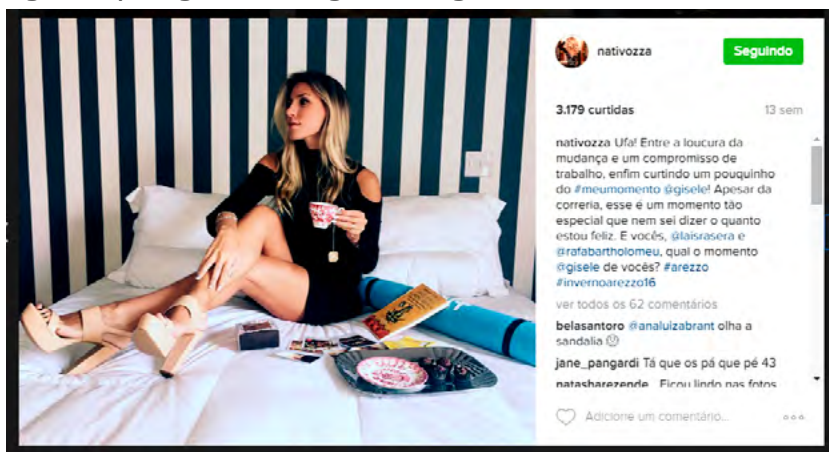 nativozza
Seguindo
3.179 curtidas
13 sem
nativozza Ufa! Entre a loucura da
mudança e um compromisso de
trabalho, enfim curtindo um pouquinho
do #meumomento @gisele! Apesar da
correria, esse é um momento tão
especial que nem sei dizer o quanto
estou feliz. E vocês, @laisrasera e
@rafabartholomeu, qual o momento
@gisele de vocês? #arezzo
#invernoarezzo16
ver todos os 62 comentários
belasantoro @analuizabrant olha a
sandalia
jane_pangardi Tá que os pá que pé 43
natasharezende_ Ficou lindo nas fotos
Adicione um comentário...